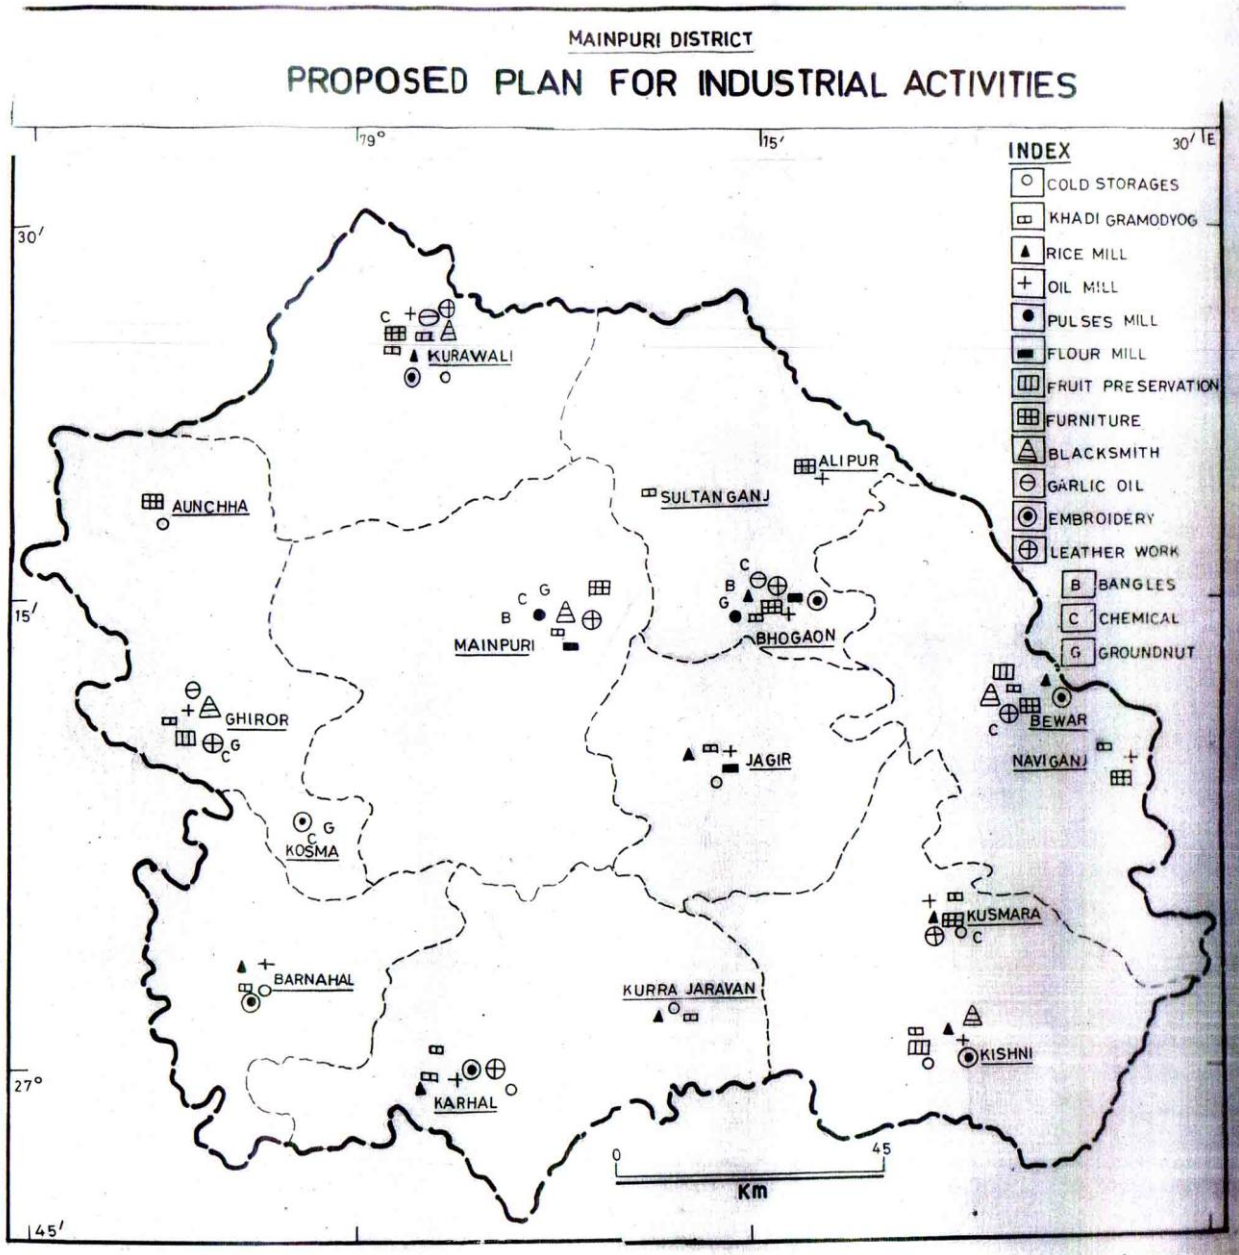 MAINPURI DISTRICT
PROPOSED PLAN FOR INDUSTRIAL ACTIVITIES
79° 15' 30' E
INDEX
COLD STORAGES
KHADI GRAMODYOG
RICE MILL
OIL MILL
PULSES MILL
FLOUR MILL
FRUIT PRESERVATION
FURNITURE
BLACKSMITH
GARLIC OIL
EMBROIDERY
LEATHER WORK
B BANGLES
C CHEMICAL
G GROUNDNUT
30'
C
KURAWALI
ALIPUR
SULTANGANJ
AUNCHHA
15'
C G
B
MAINPURI
C
B
G
BHOGAON
GHIROR
C G
C
BEWAR
NAVIGANJ
JAGIR
C G
KOSMA
KUSMARA
C
BARNAHAL
KURRA JARAVAN
KISHNI
27°
KARHAL
0 45
Km
45'